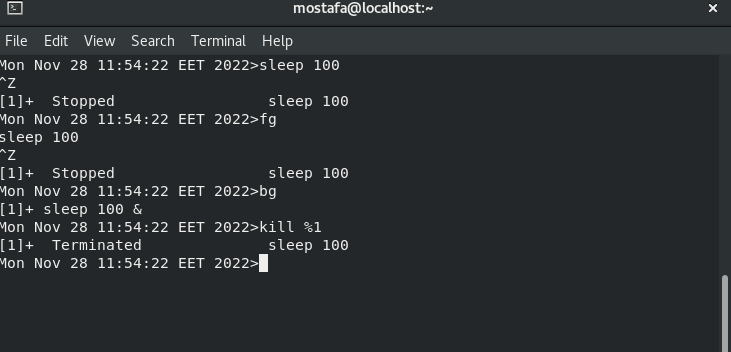 mostafa@localhost:~
File Edit View Search Terminal Help
Mon Nov 28 11:54:22 EET 2022>sleep 100
^Z
[1]+  Stopped                 sleep 100
Mon Nov 28 11:54:22 EET 2022>fg
sleep 100
^Z
[1]+  Stopped                 sleep 100
Mon Nov 28 11:54:22 EET 2022>bg
[1]+ sleep 100 &
Mon Nov 28 11:54:22 EET 2022>kill %1
[1]+  Terminated              sleep 100
Mon Nov 28 11:54:22 EET 2022>